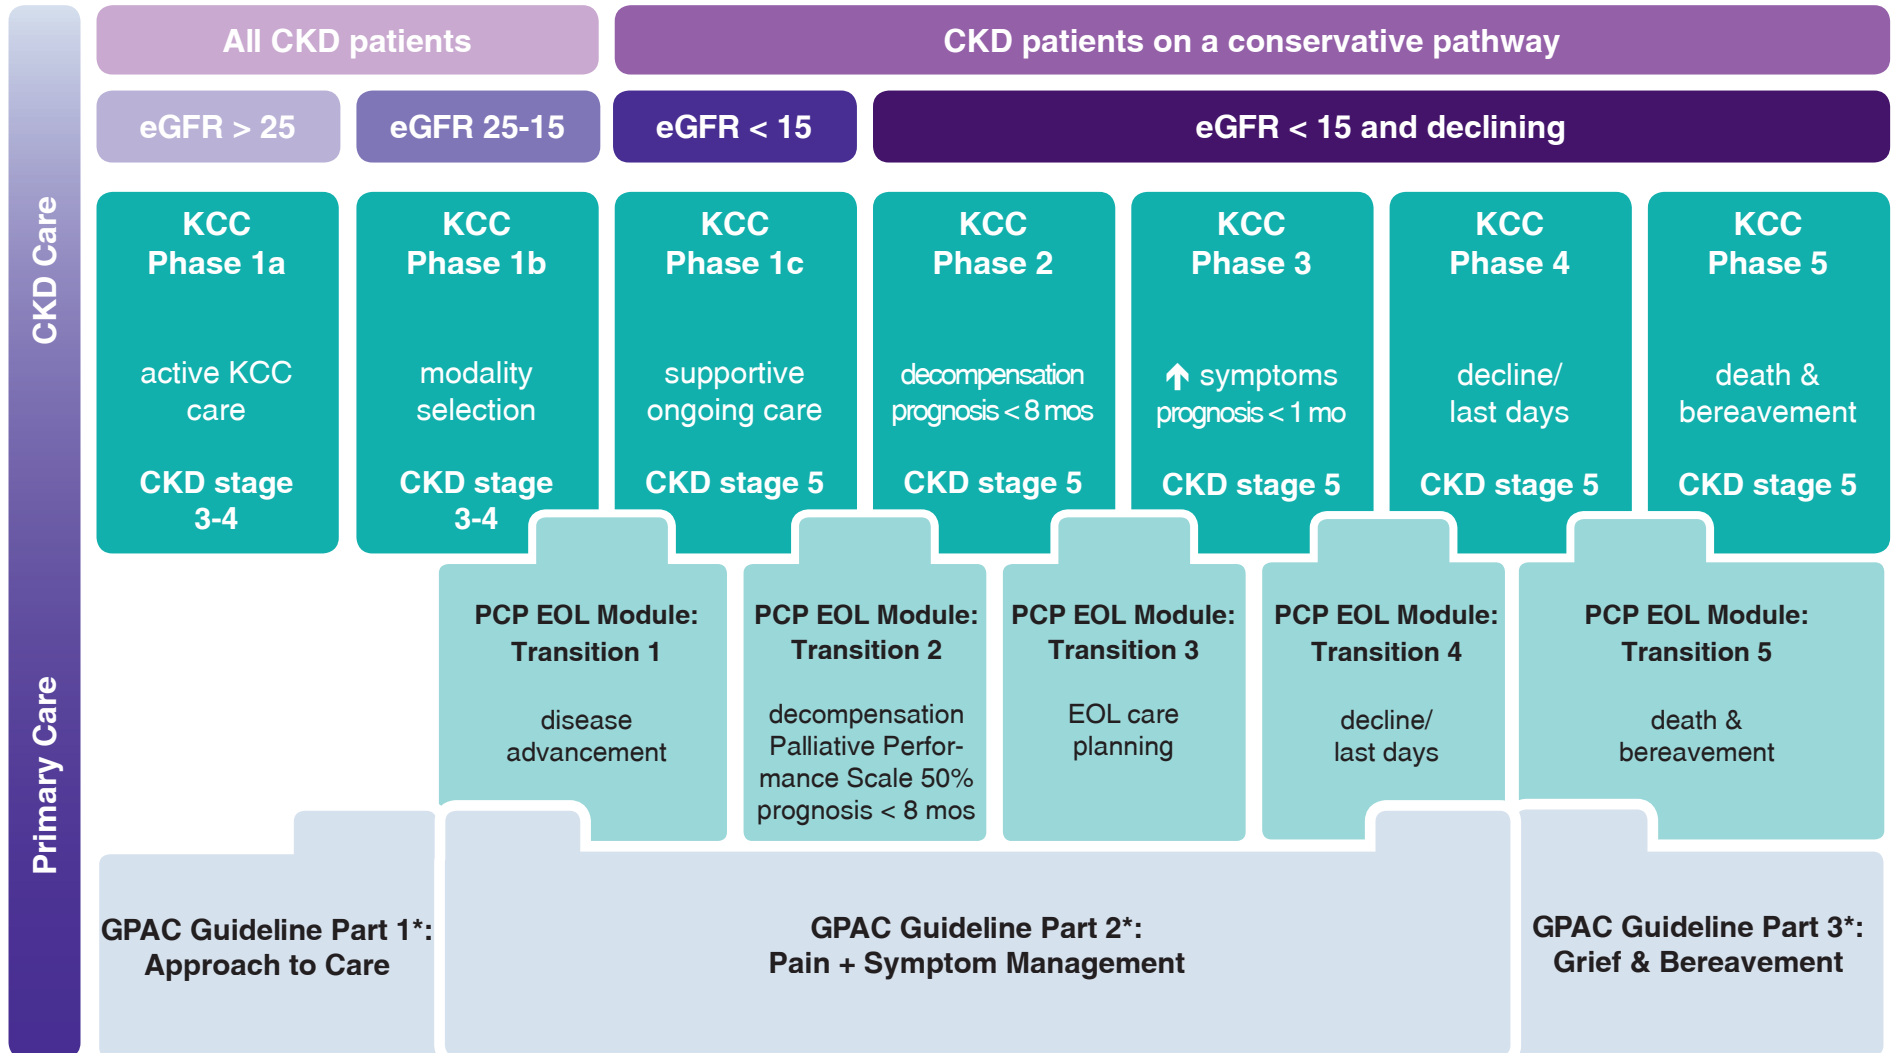 All CKD patients
CKD patients on a conservative pathway
eGFR > 25
eGFR 25-15
eGFR < 15
eGFR < 15 and declining
CKD Care
Primary Care
KCC
Phase 1a
active KCC
care
CKD stage
3-4
KCC
Phase 1b
modality
selection
CKD stage
3-4
KCC
Phase 1c
supportive
ongoing care
CKD stage 5
KCC
Phase 2
decompensation
prognosis < 8 mos
CKD stage 5
KCC
Phase 3
↑ symptoms
prognosis < 1 mo
CKD stage 5
KCC
Phase 4
decline/
last days
CKD stage 5
KCC
Phase 5
death &
bereavement
CKD stage 5
PCP EOL Module:
Transition 1
disease
advancement
PCP EOL Module:
Transition 2
decompensation
Palliative Perfor-
mance Scale 50%
prognosis < 8 mos
PCP EOL Module:
Transition 3
EOL care
planning
PCP EOL Module:
Transition 4
decline/
last days
PCP EOL Module:
Transition 5
death &
bereavement
GPAC Guideline Part 1*:
Approach to Care
GPAC Guideline Part 2*:
Pain + Symptom Management
GPAC Guideline Part 3*:
Grief & Bereavement